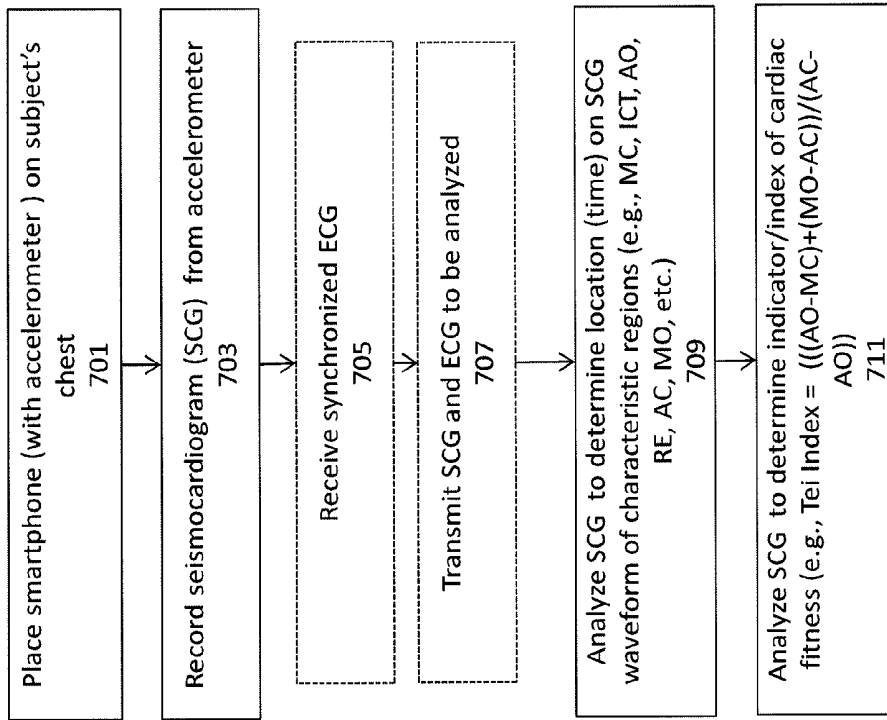 Place smartphone (with accelerometer ) on subject's
chest
701
Record seismocardiogram (SCG) from accelerometer
703
Receive synchronized ECG
705
Transmit SCG and ECG to be analyzed
707
Analyze SCG to determine location (time) on SCG
waveform of characteristic regions (e.g., MC, ICT, AO,
RE, AC, MO, etc.)
709
Analyze SCG to determine indicator/index of cardiac
fitness (e.g., Tei Index = (((AO-MC)+(MO-AC))/(AC-
AO))
711